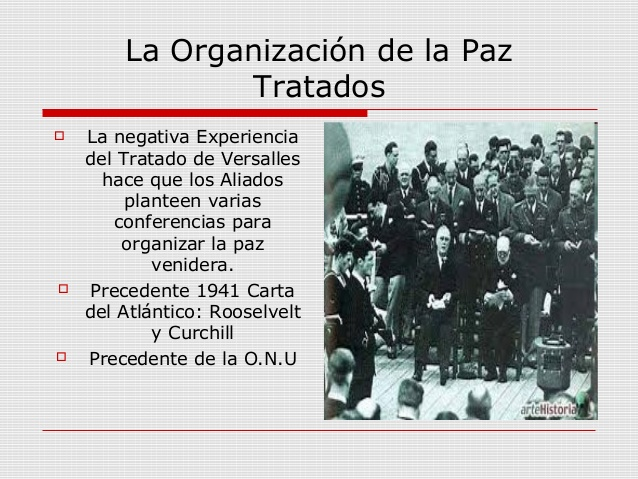 La Organización de la Paz
Tratados
La negativa Experiencia
del Tratado de Versalles
hace que los Aliados
planteen varias
conferencias para
organizar la paz
venidera.
Precedente 1941 Carta
del Atlántico: Rooselvelt
y Curchill
Precedente de la O.N.U
arteHistoria